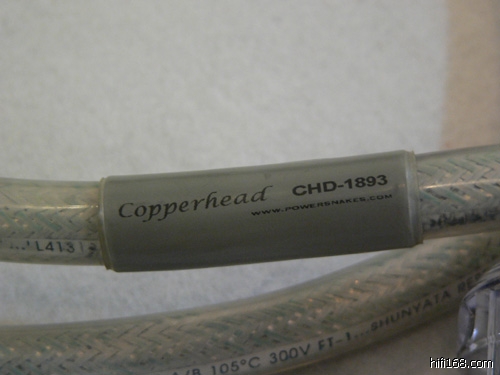 Copperhead CHD-1893
WWW.POWERSNAKES.COM
L413
105°C 300V FT-1...SHUNYATA
hifi168.com